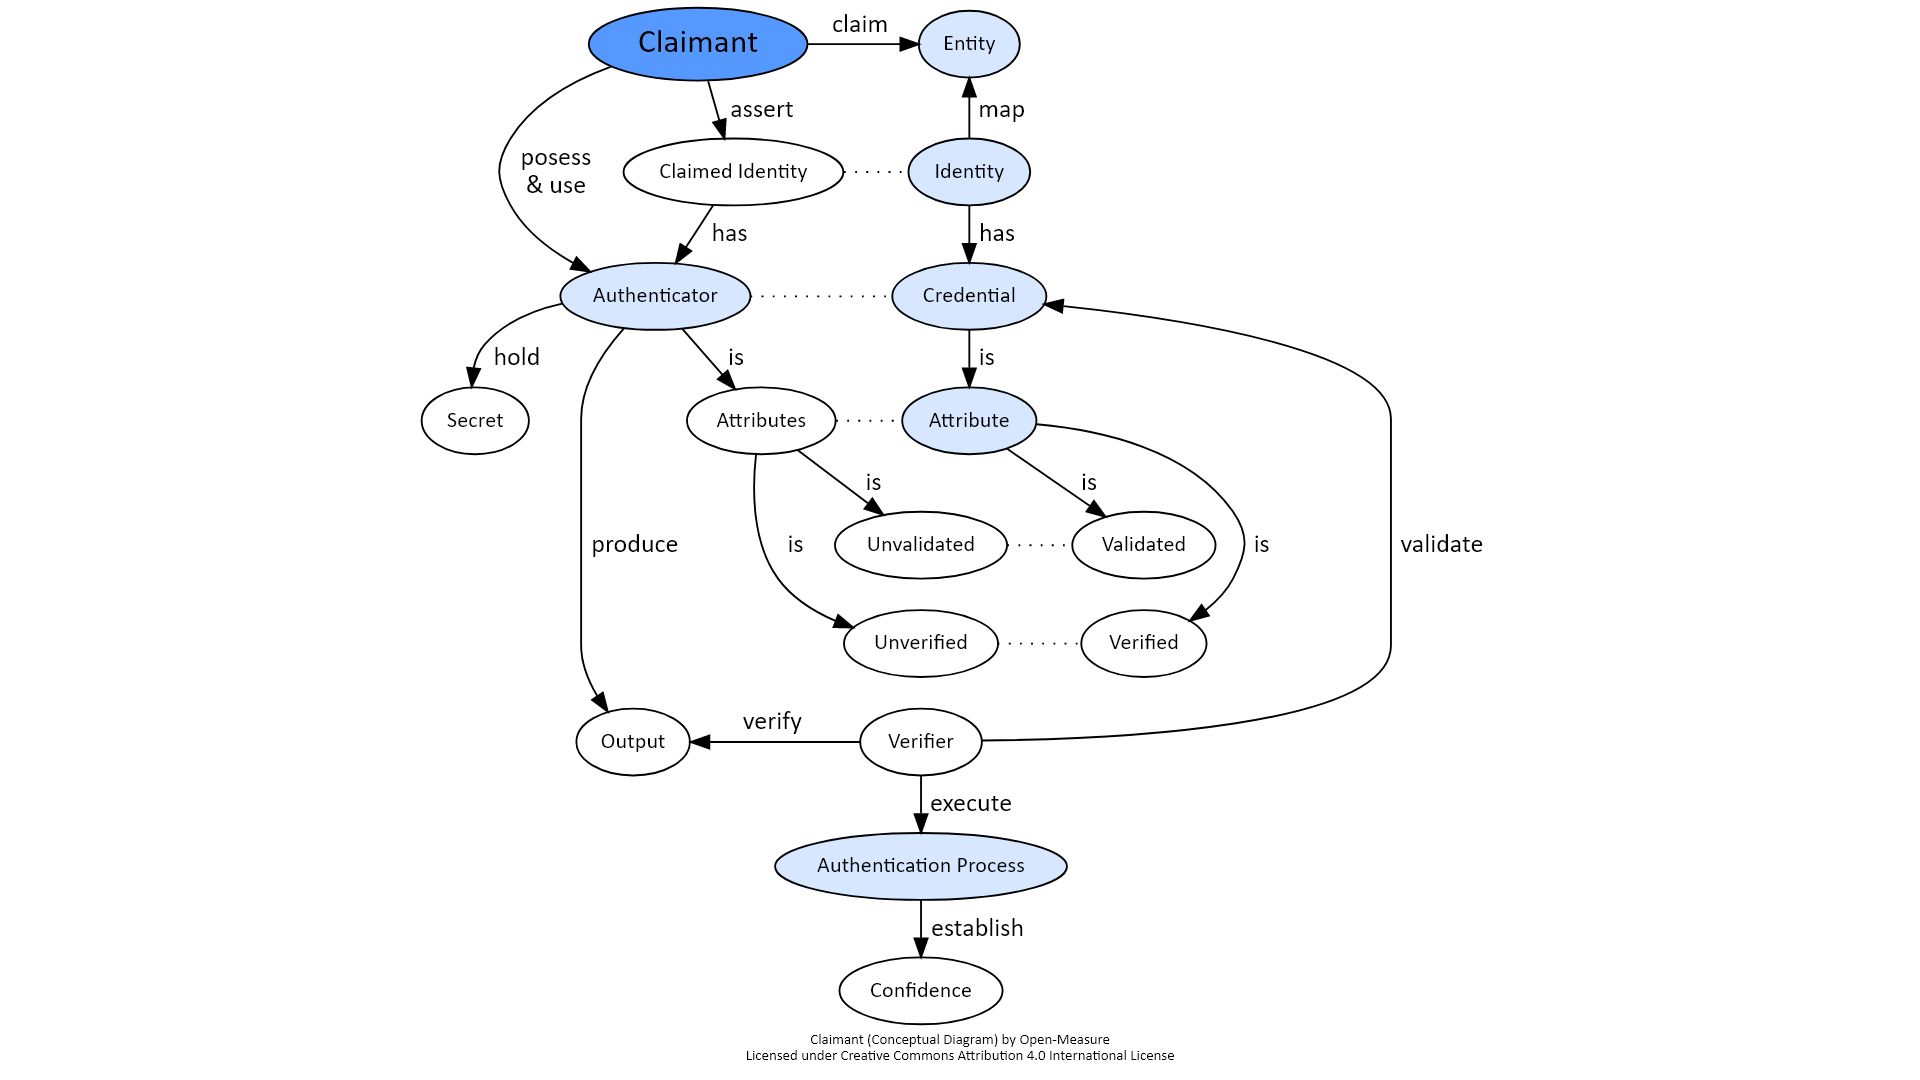 Claimant
claim
Entity
assert
map
posess
& use
Claimed Identity
Identity
has
has
Authenticator
Credential
hold
is
is
Secret
Attributes
Attribute
is
is
produce
is
Unvalidated
Validated
is
validate
Unverified
Verified
Output
verify
Verifier
execute
Authentication Process
establish
Confidence
Claimant (Conceptual Diagram) by Open-Measure
Licensed under Creative Commons Attribution 4.0 International License